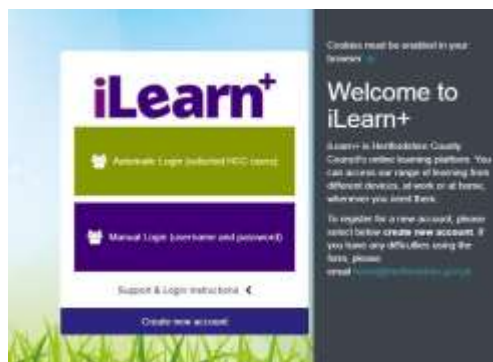 iLearn+
Automatic Login (selected HCC users)
Manual Login (username and password)
Support & Login Instructions
Create new account
Cookies must be enabled in your
browser
Welcome to
iLearn+
iLearn+ is Hertfordshire County
Council's online learning platform. You
can access our range of learning from
different devices, at work or at home,
wherever you need them.
To register for a new account, please
select below create new account. If
you have any difficulties using the
form, please
email